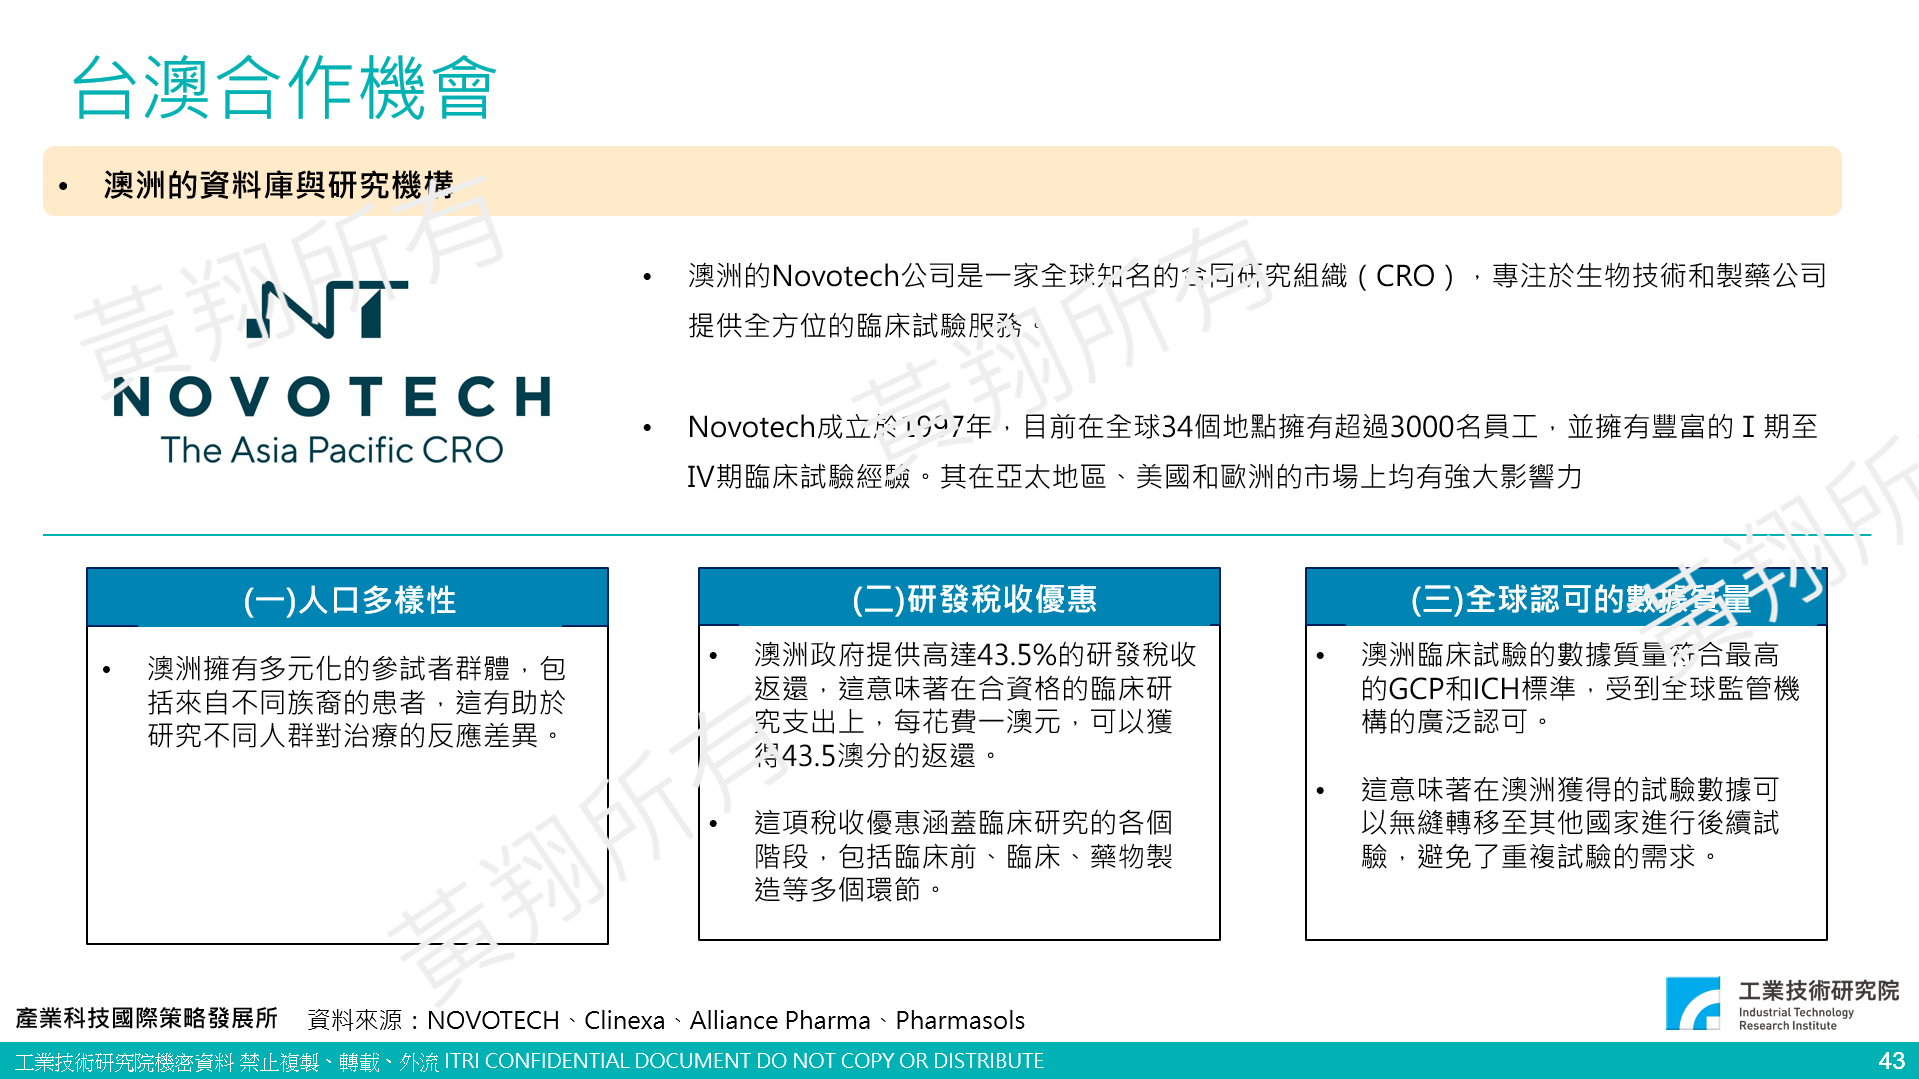 台澳合作機會
• 澳洲的資料庫與研究機構
NT
NOVOTECH
The Asia Pacific CRO
• 澳洲的Novotech公司是一家全球知名的合同研究組織（CRO），專注於生物技術和製藥公司
提供全方位的臨床試驗服務。
• Novotech成立於1997年，目前在全球34個地點擁有超過3000名員工，並擁有豐富的Ⅰ期至
IV期臨床試驗經驗。其在亞太地區、美國和歐洲的市場上均有強大影響力
(一)人口多樣性
• 澳洲擁有多元化的參試者群體，包
括來自不同族裔的患者，這有助於
研究不同人群對治療的反應差異。
(二)研發稅收優惠
• 澳洲政府提供高達43.5%的研發稅收
返還，這意味著在合資格的臨床研
究支出上，每花費一澳元，可以獲
得43.5澳分的返還。
• 這項稅收優惠涵蓋臨床研究的各個
階段，包括臨床前、臨床、藥物製
造等多個環節。
(三)全球認可的數據質量
• 澳洲臨床試驗的數據質量符合最高
的GCP和ICH標準，受到全球監管機
構的廣泛認可。
• 這意味著在澳洲獲得的試驗數據可
以無縫轉移至其他國家進行後續試
驗，避免了重複試驗的需求。
黃翔所有
黃翔所有
黃翔所有
黃翔所
產業科技國際策略發展所
資料來源：NOVOTECH、Clinexa、Alliance Pharma、Pharmasols
工業技術研究院
Industrial Technology
Research Institute
工業技術研究院機密資料 禁止複製、轉載、外流 ITRI CONFIDENTIAL DOCUMENT DO NOT COPY OR DISTRIBUTE
43